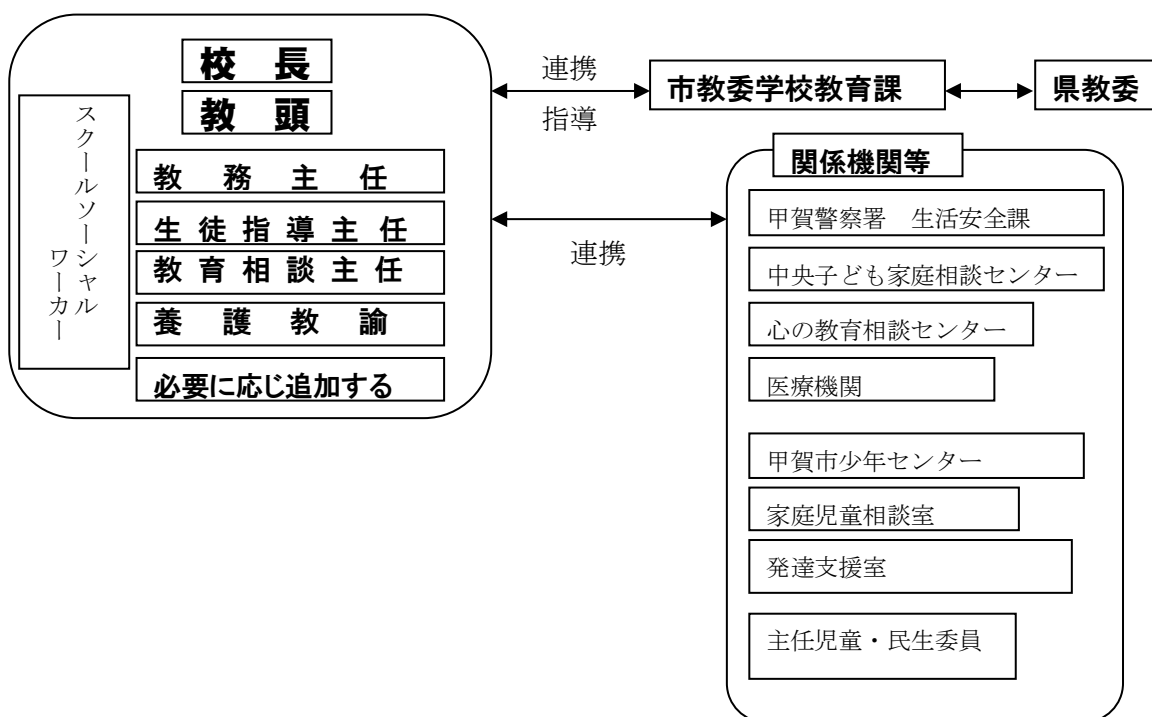 校　長
教　頭
スクールソーシャル
ワーカー
教　務　主　任
生 徒 指 導 主 任
教 育 相 談 主 任
養　護　教　諭
必要に応じ追加する
連携
指導
市教委学校教育課
県教委
連携
関係機関等
甲賀警察署　生活安全課
中央子ども家庭相談センター
心の教育相談センター
医療機関
甲賀市少年センター
家庭児童相談室
発達支援室
主任児童・民生委員